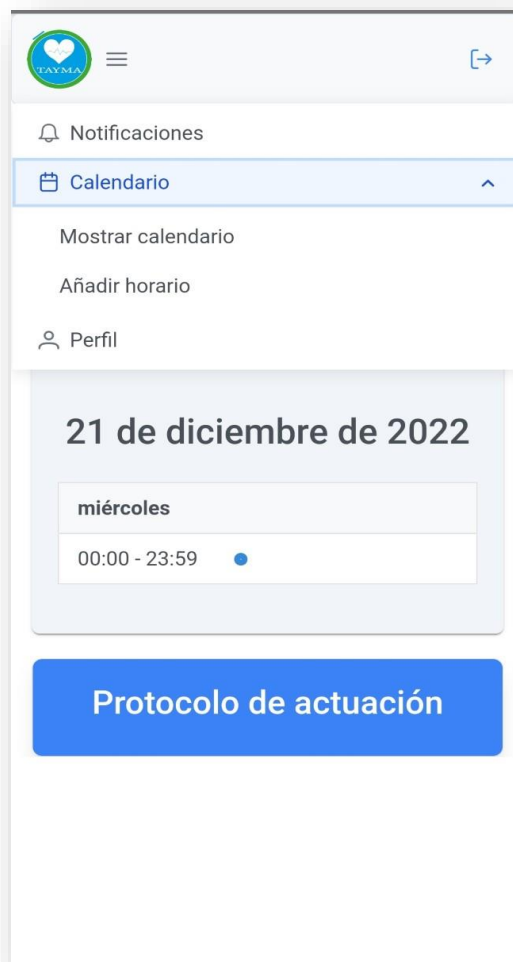 TAYMA
Notificaciones
Calendario
Mostrar calendario
Añadir horario
Perfil
21 de diciembre de 2022
miércoles
00:00 - 23:59
Protocolo de actuación